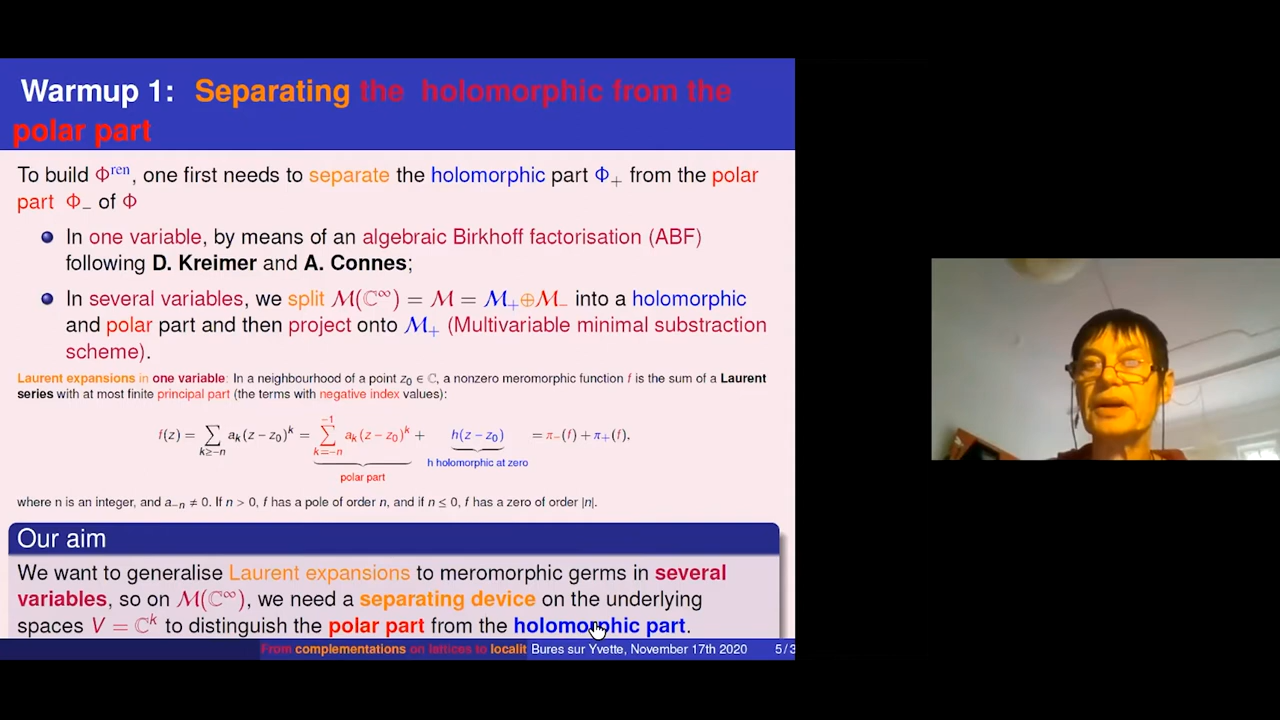 Warmup 1: Separating the holomorphic from the
polar part
To build Φ^ren, one first needs to separate the holomorphic part Φ₊ from the polar
part Φ₋ of Φ
In one variable, by means of an algebraic Birkhoff factorisation (ABF)
following D. Kreimer and A. Connes;
In several variables, we split M(ℂ^∞) = M = M₊⊕M₋ into a holomorphic
and polar part and then project onto M₊ (Multivariable minimal substraction
scheme).
Laurent expansions in one variable: In a neighbourhood of a point z₀ ∈ ℂ, a nonzero meromorphic function f is the sum of a Laurent
series with at most finite principal part (the terms with negative index values):
f(z) = ∑_{k≥−n} a_k(z − z₀)^k = ∑_{k=−n}^{−1} a_k(z − z₀)^k + h(z − z₀) = π₋(f) + π₊(f),
polar part
h holomorphic at zero
where n is an integer, and a₋ₙ ≠ 0. If n > 0, f has a pole of order n, and if n ≤ 0, f has a zero of order |n|.
Our aim
We want to generalise Laurent expansions to meromorphic germs in several
variables, so on M(ℂ^∞), we need a separating device on the underlying
spaces V = ℂ^k to distinguish the polar part from the holomorphic part.
From complementations on lattices to localit Bures sur Yvette, November 17th 2020 5/3